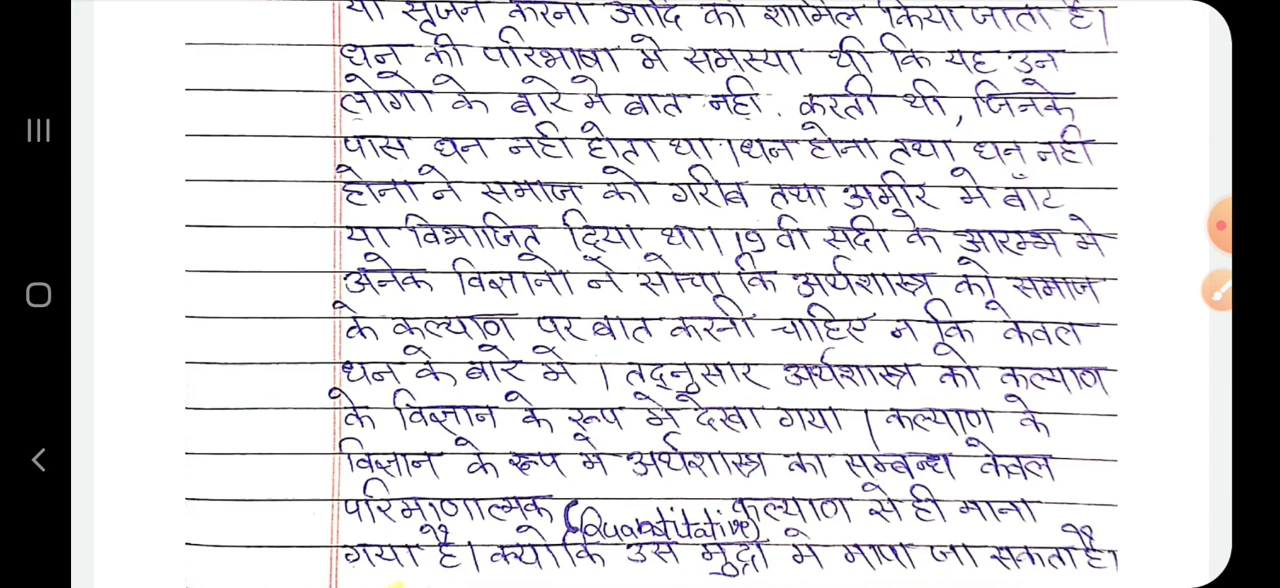 या सृजन करना आदि को शामिल किया जाता है।
धन की परिभाषा मे समस्या थी कि यह उन
लोगो के बारे मे बात नही. करती थी, जिनके
पास धन नही होता था। धन होना तथा धन नही
होना ने समाज को गरीब तथा अमीर मे बाँट
या विभाजित दिया था। 19 वी सदी के आरम्भ मे
अनेक विज्ञानो ने सोचा कि अर्थशास्त्र को समाज
के कल्याण पर बात करनी चाहिए न कि केवल
धन के बारे मे। तद्नुसार अर्थशास्त्र को कल्याण
के विज्ञान के रूप मे देखा गया। कल्याण के
विज्ञान के रूप मे अर्थशास्त्र का सम्बन्ध केवल
परिमाणात्मक (Quantitative) कल्याण से ही माना
गया है। क्योकि उसे मुद्रा मे मापा जा सकता है।